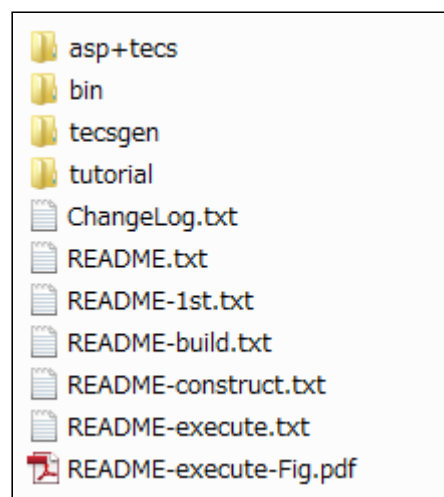 asp+tecs
bin
tecsgen
tutorial
ChangeLog.txt
README.txt
README-1st.txt
README-build.txt
README-construct.txt
README-execute.txt
README-execute-Fig.pdf